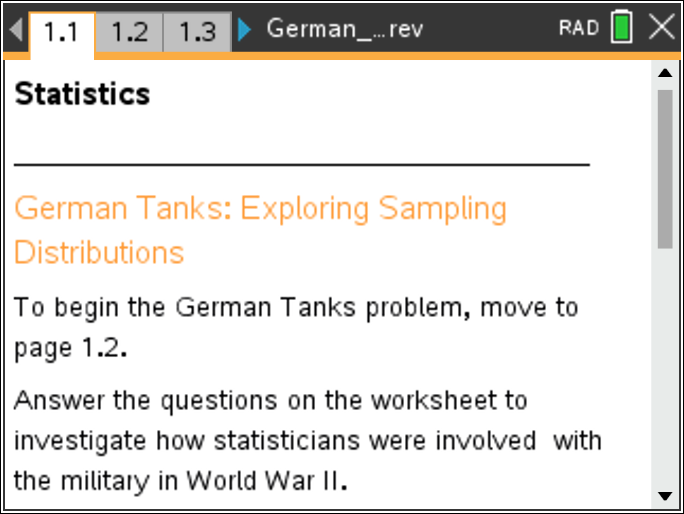 1.1 1.2 1.3 German_...rev RAD
Statistics
German Tanks: Exploring Sampling
Distributions
To begin the German Tanks problem, move to
page 1.2.
Answer the questions on the worksheet to
investigate how statisticians were involved  with
the military in World War II.